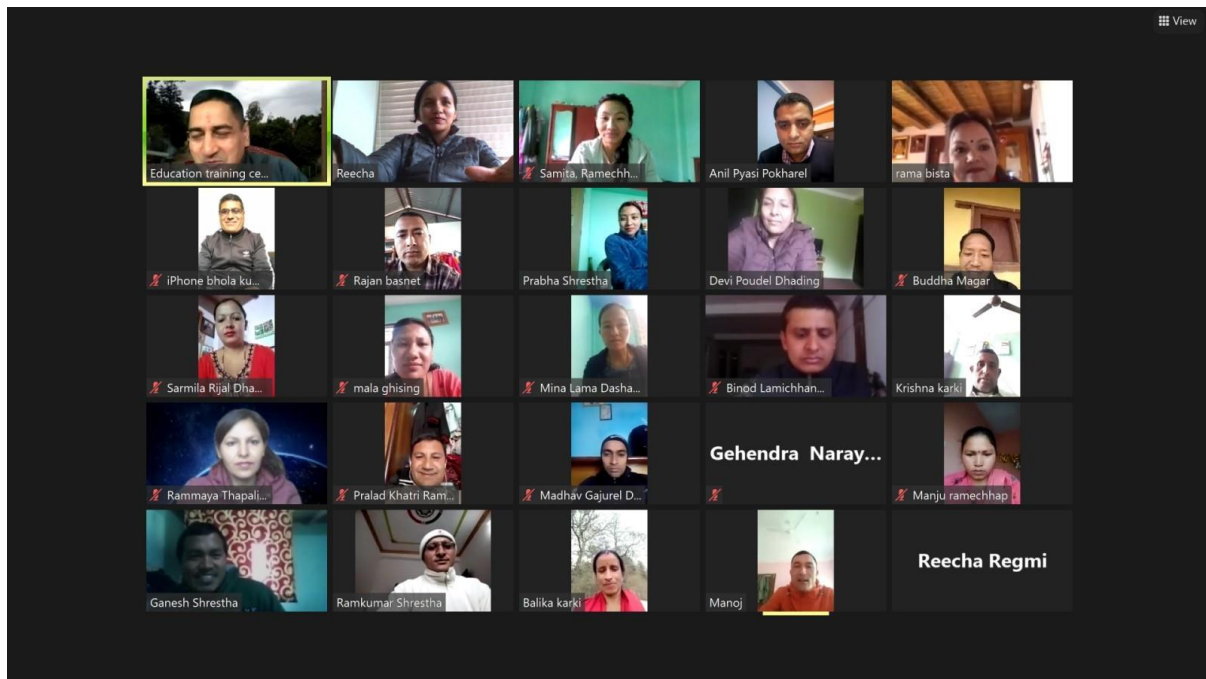 View
Education training ce...
Reecha
Samita, Ramechh...
Anil Pyasi Pokharel
rama bista
iPhone bhola ku...
Rajan basnet
Prabha Shrestha
Devi Poudel Dhading
Buddha Magar
Sarmila Rijal Dha...
mala ghising
Mina Lama Dasha...
Binod Lamichhan...
Krishna karki
Rammaya Thapali...
Pralad Khatri Ram...
Madhav Gajurel D...
Gehendra Naray...
Manju ramechhap
Ganesh Shrestha
Ramkumar Shrestha
Balika karki
Manoj
Reecha Regmi